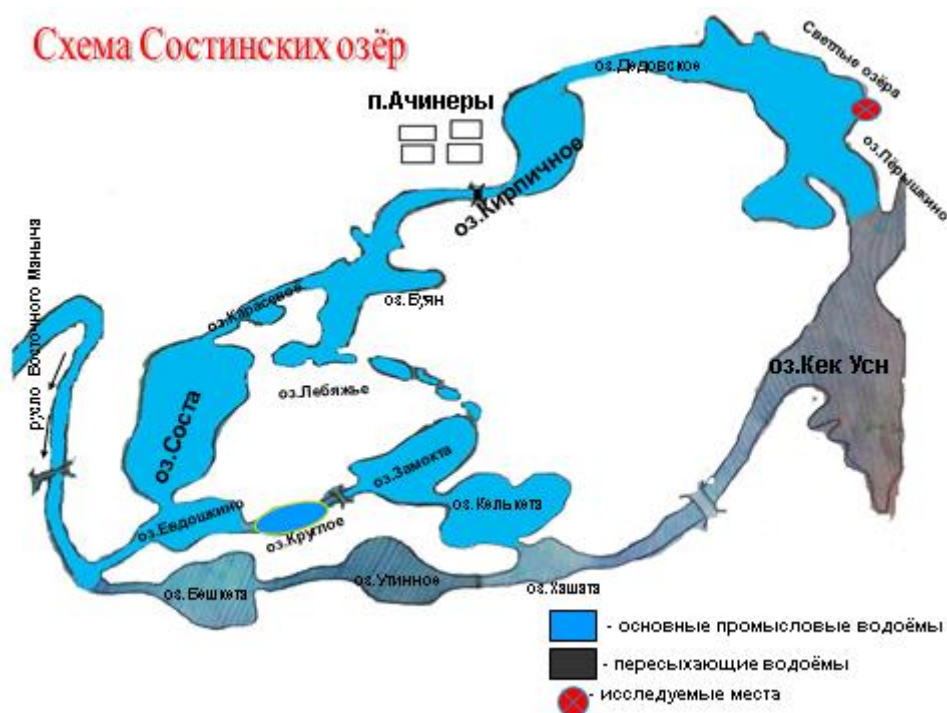 Схема Состинских озёр
п.Ачинеры
оз.Дедовское
Светлые озёра
оз.Пёрышкино
оз.Кирпичное
русло Восточного Маныча
оз.Карасевое
оз.Буян
оз.Лебяжье
оз.Кек Усн
оз.Соста
оз.Замокта
оз.Евдошкино
оз.Круглое
оз.Келькета
оз.Бешкета
оз.Утинное
оз.Хашата
- основные промысловые водоёмы
- пересыхающие водоёмы
- исследуемые места